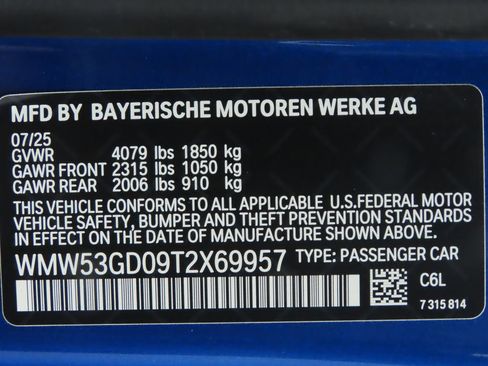 MFD BY BAYERISCHE MOTOREN WERKE AG
07/25
GVWR 4079 lbs 1850 kg
GAWR FRONT 2315 lbs 1050 kg
GAWR REAR 2006 lbs 910 kg
THIS VEHICLE CONFORMS TO ALL APPLICABLE U.S.FEDERAL MOTOR
VEHICLE SAFETY, BUMPER AND THEFT PREVENTION STANDARDS
IN EFFECT ON THE DATE OF MANUFACTURE SHOWN ABOVE.
WMW53GD09T2X69957 TYPE: PASSENGER CAR
C6L
7 315 814